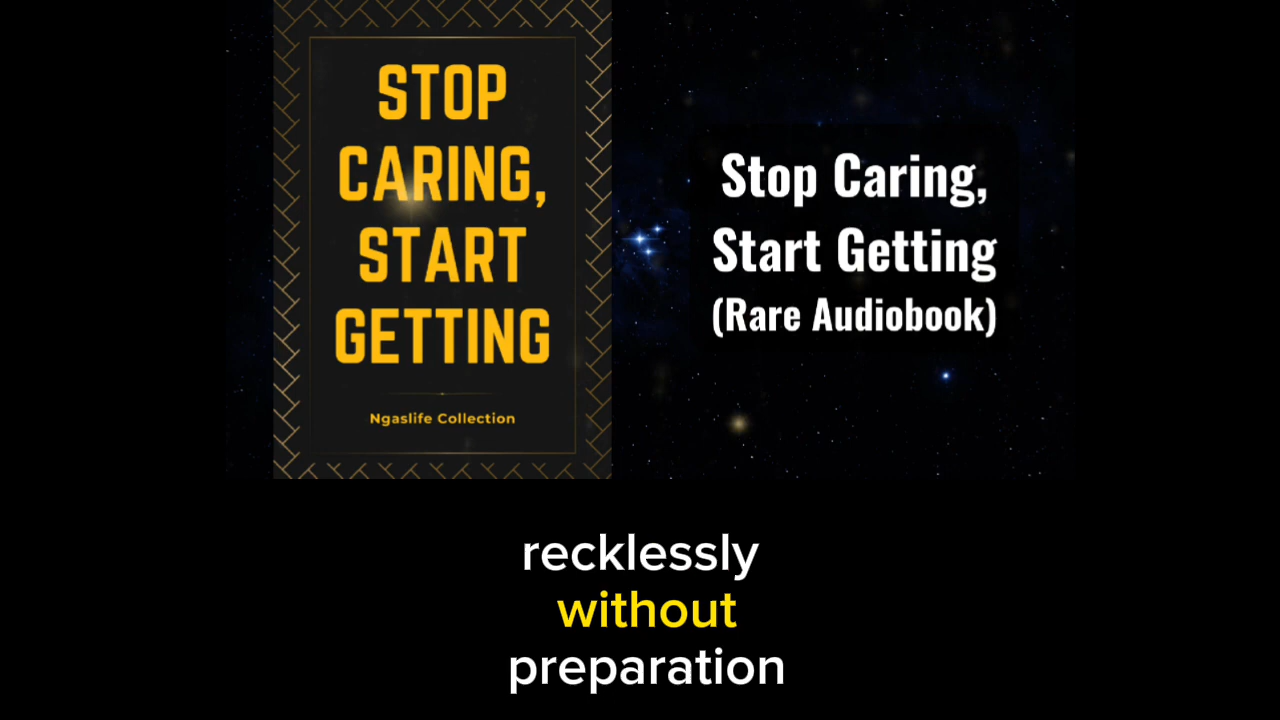 STOP
CARING,
START
GETTING
Ngaslife Collection
Stop Caring,
Start Getting
(Rare Audiobook)
recklessly
without
preparation